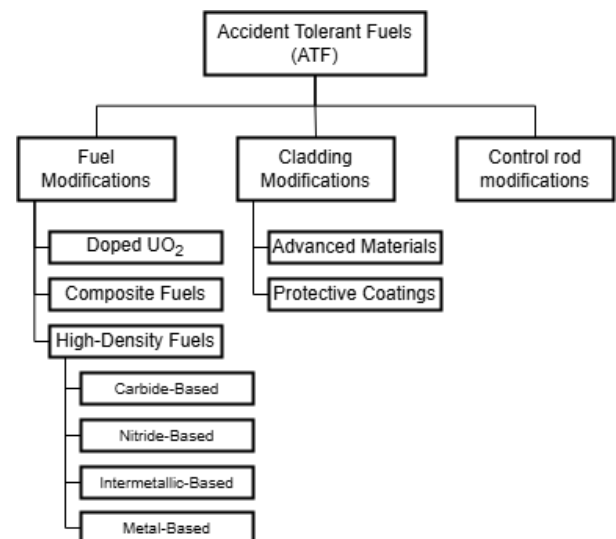 Accident Tolerant Fuels
(ATF)
Fuel
Modifications
Cladding
Modifications
Control rod
modifications
Doped UO₂
Composite Fuels
High-Density Fuels
Carbide-Based
Nitride-Based
Intermetallic-Based
Metal-Based
Advanced Materials
Protective Coatings